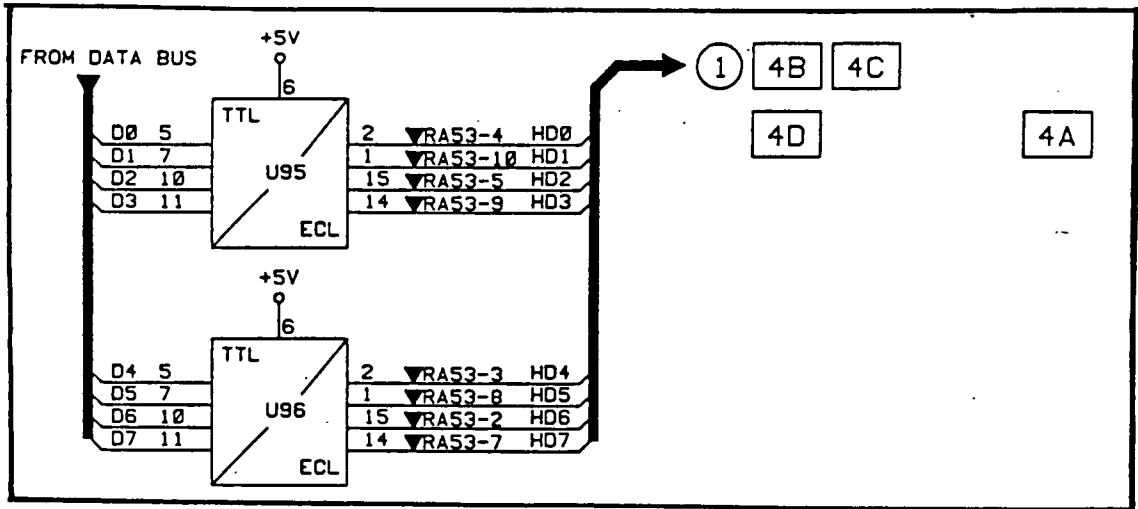 +5V
FROM DATA BUS
1 4B 4C
6
TTL
4D 4A
D0 5 2 RA53-4 HD0
D1 7 1 RA53-10 HD1
D2 10 U95 15 RA53-5 HD2
D3 11 14 RA53-9 HD3
ECL
+5V
6
TTL
D4 5 2 RA53-3 HD4
D5 7 1 RA53-8 HD5
D6 10 U96 15 RA53-2 HD6
D7 11 14 RA53-7 HD7
ECL